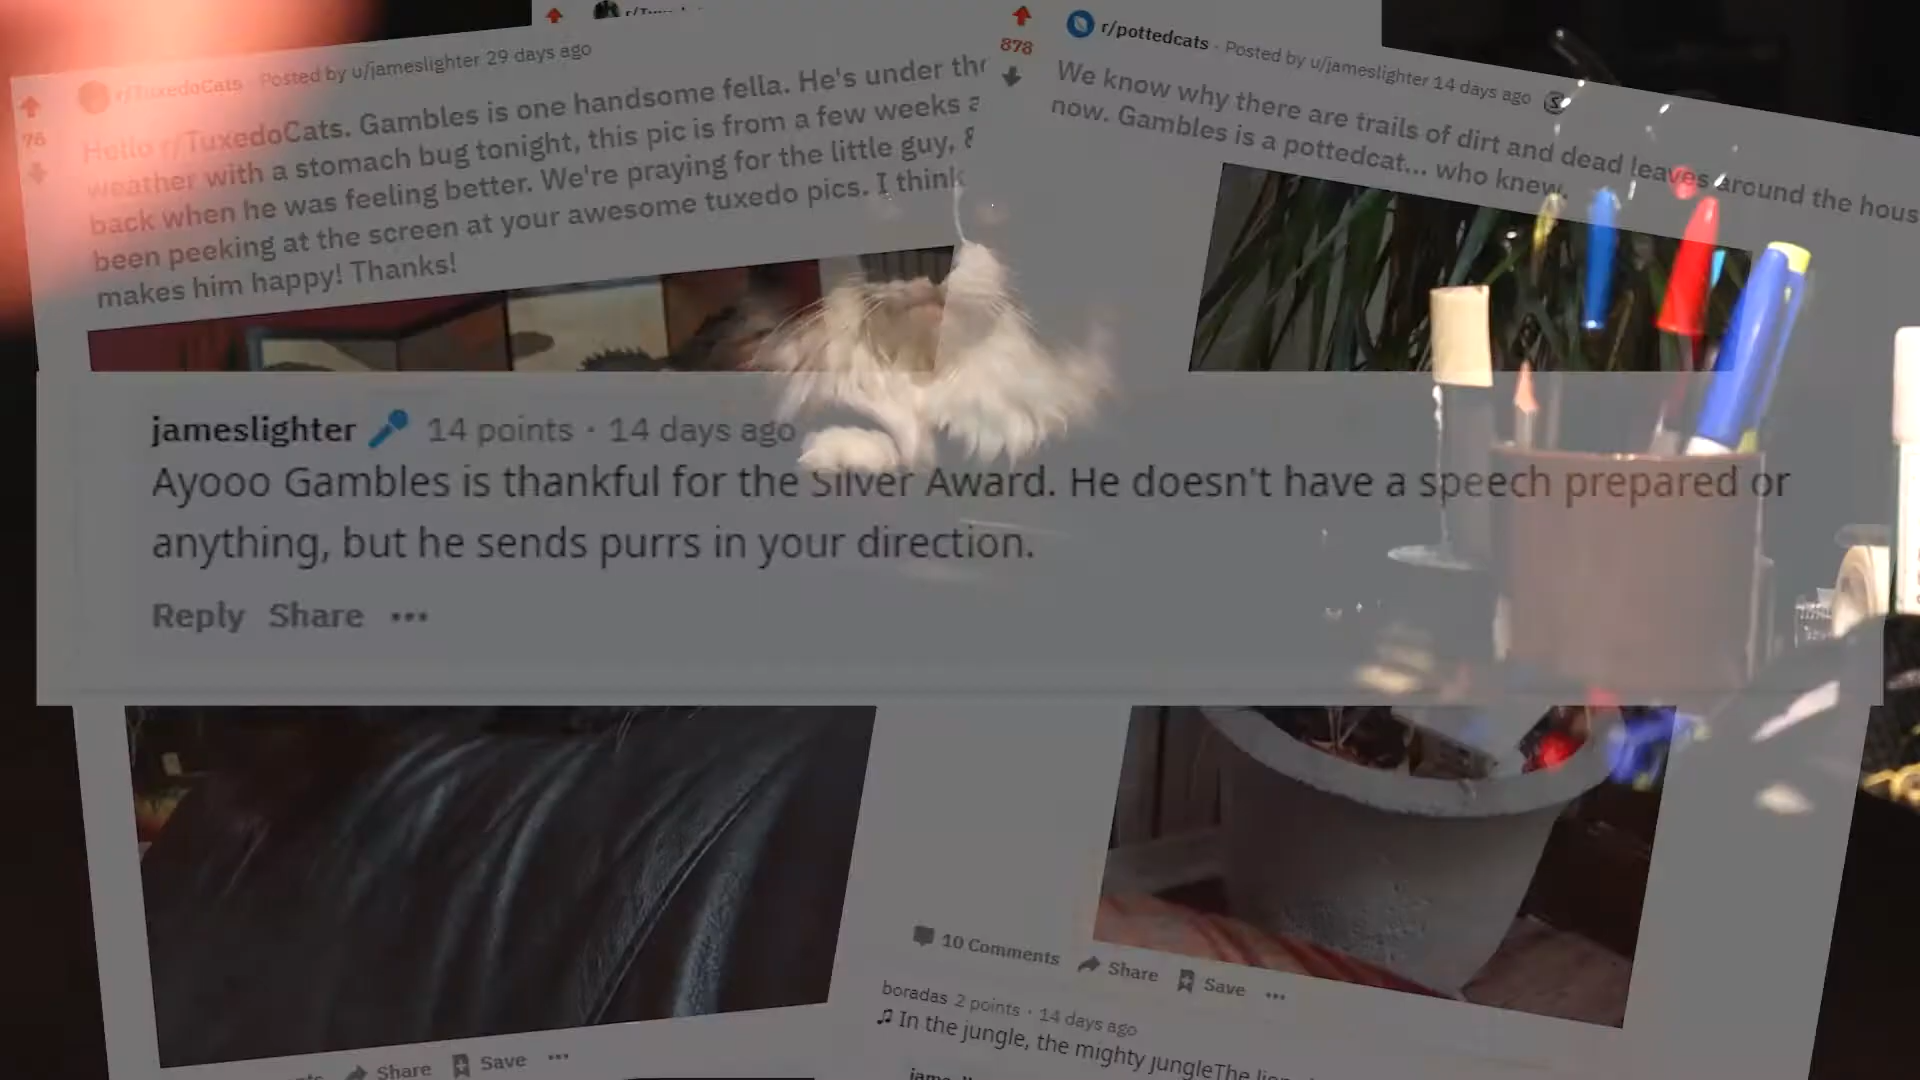 r/TuxedoCats · Posted by u/jameslighter 29 days ago
76
Hello r/TuxedoCats. Gambles is one handsome fella. He's under the
weather with a stomach bug tonight, this pic is from a few weeks
back when he was feeling better. We're praying for the little guy, &
been peeking at the screen at your awesome tuxedo pics. I think
makes him happy! Thanks!
878
r/pottedcats · Posted by u/jameslighter 14 days ago
We know why there are trails of dirt and dead leaves around the hous
now. Gambles is a pottedcat... who knew
jameslighter 🎤 14 points · 14 days ago
Ayooo Gambles is thankful for the Silver Award. He doesn't have a speech prepared or
anything, but he sends purrs in your direction.
Reply Share •••
Share Save •••
10 Comments Share Save •••
boradas 2 points · 14 days ago
♫ In the jungle, the mighty jungleThe